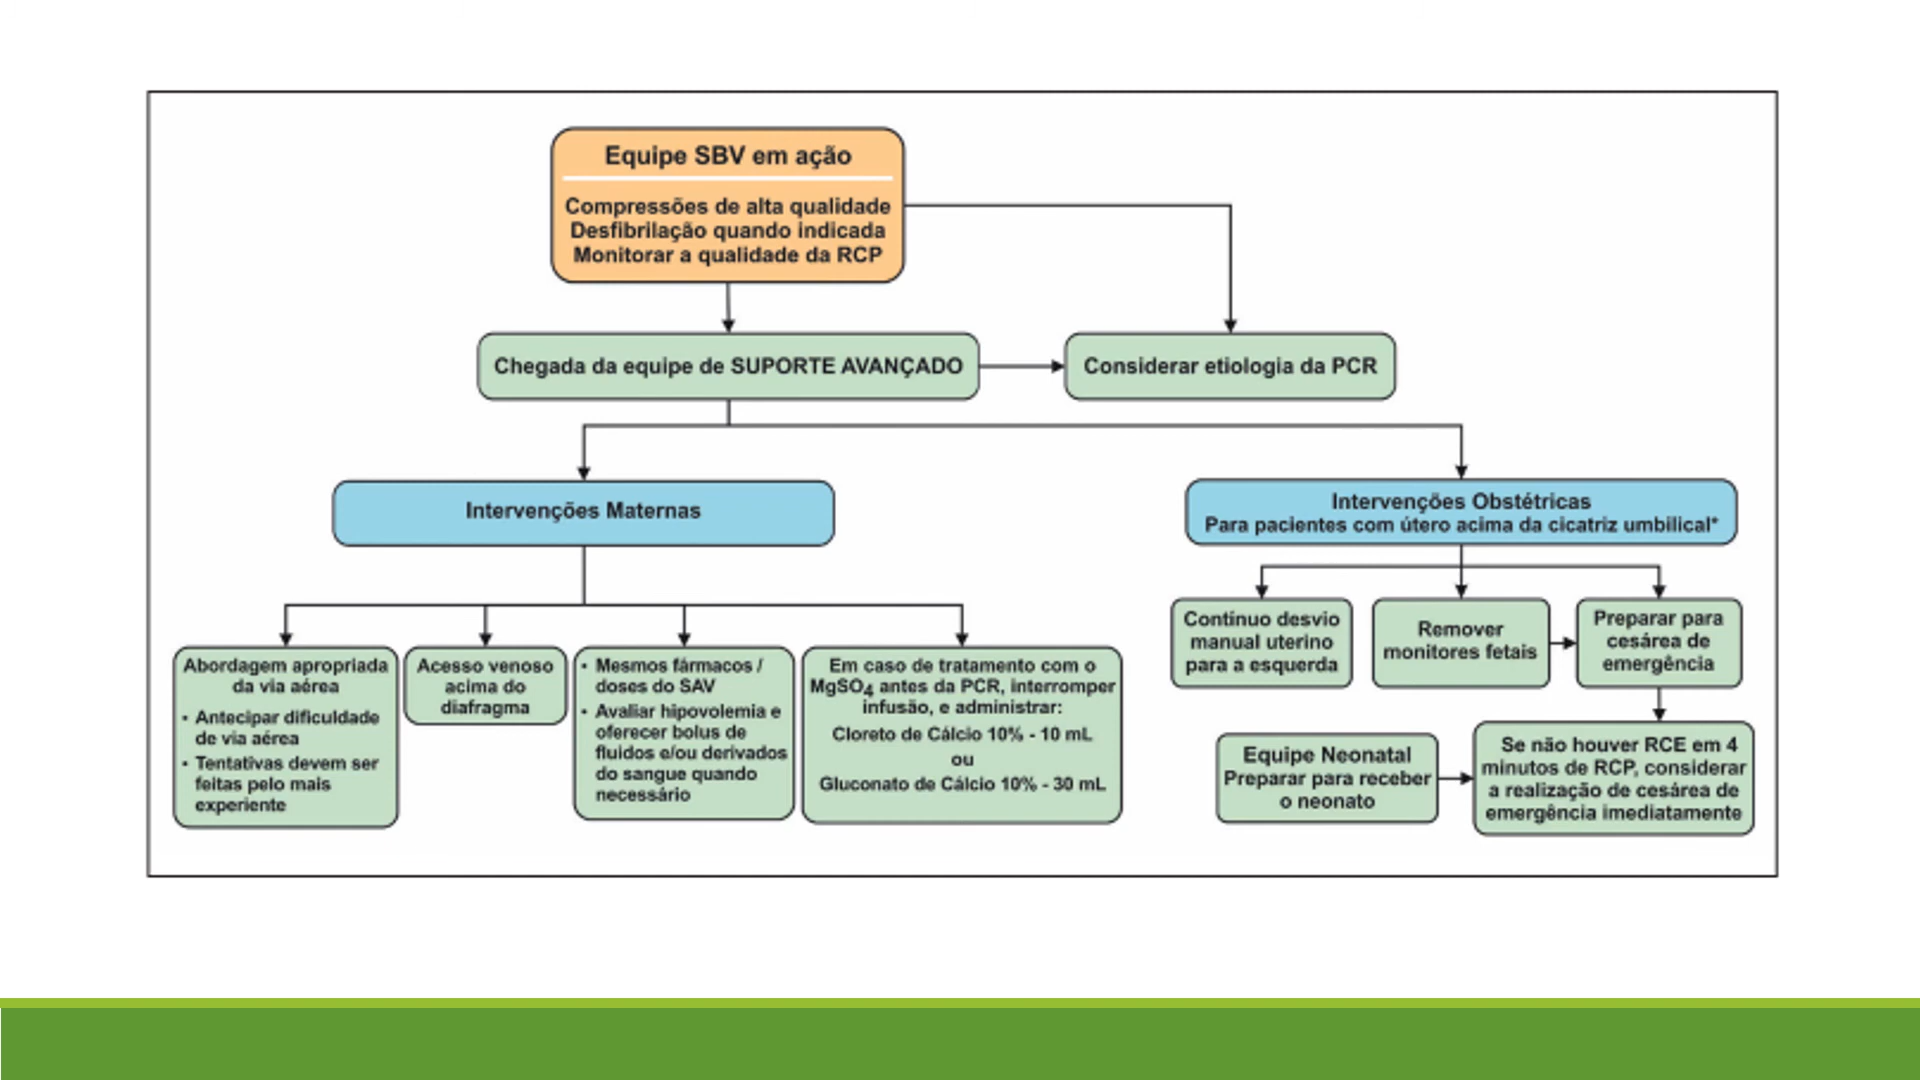 Equipe SBV em ação
Compressões de alta qualidade
Desfibrilação quando indicada
Monitorar a qualidade da RCP
Chegada da equipe de SUPORTE AVANÇADO
Considerar etiologia da PCR
Intervenções Maternas
Intervenções Obstétricas
Para pacientes com útero acima da cicatriz umbilical*
Abordagem apropriada
da via aérea
• Antecipar dificuldade
de via aérea
• Tentativas devem ser
feitas pelo mais
experiente
Acesso venoso
acima do
diafragma
• Mesmos fármacos /
doses do SAV
• Avaliar hipovolemia e
oferecer bolus de
fluidos e/ou derivados
do sangue quando
necessário
Em caso de tratamento com o
MgSO4 antes da PCR, interromper
infusão, e administrar:
Cloreto de Cálcio 10% - 10 mL
ou
Gluconato de Cálcio 10% - 30 mL
Contínuo desvio
manual uterino
para a esquerda
Remover
monitores fetais
Preparar para
cesárea de
emergência
Equipe Neonatal
Preparar para receber
o neonato
Se não houver RCE em 4
minutos de RCP, considerar
a realização de cesárea de
emergência imediatamente